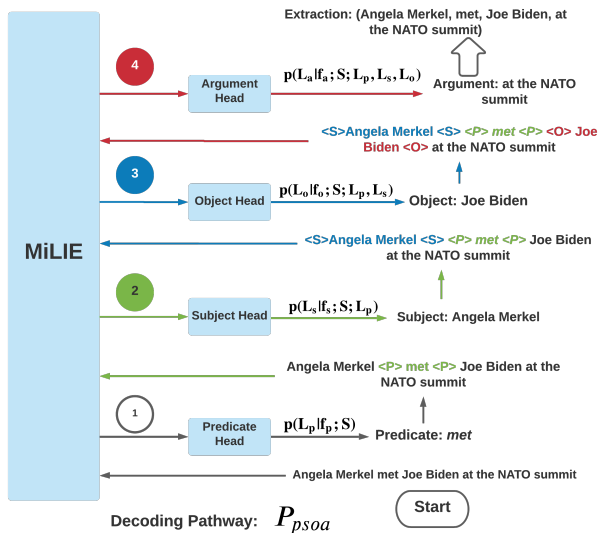 Extraction: (Angela Merkel, met, Joe Biden, at
the NATO summit)
4
Argument
Head
p(Lₐ|fₐ; S; Lₚ, Lₛ, Lₒ)
Argument: at the NATO
summit
<S>Angela Merkel <S> <P> met <P> <O> Joe
Biden <O> at the NATO summit
3
Object Head
p(Lₒ|fₒ; S; Lₚ, Lₛ)
Object: Joe Biden
MiLIE
<S>Angela Merkel <S> <P> met <P> Joe Biden
at the NATO summit
2
Subject Head
p(Lₛ|fₛ; S; Lₚ)
Subject: Angela Merkel
Angela Merkel <P> met <P> Joe Biden at the
NATO summit
1
Predicate
Head
p(Lₚ|fₚ; S)
Predicate: met
Angela Merkel met Joe Biden at the NATO summit
Decoding Pathway: P_psoa
Start